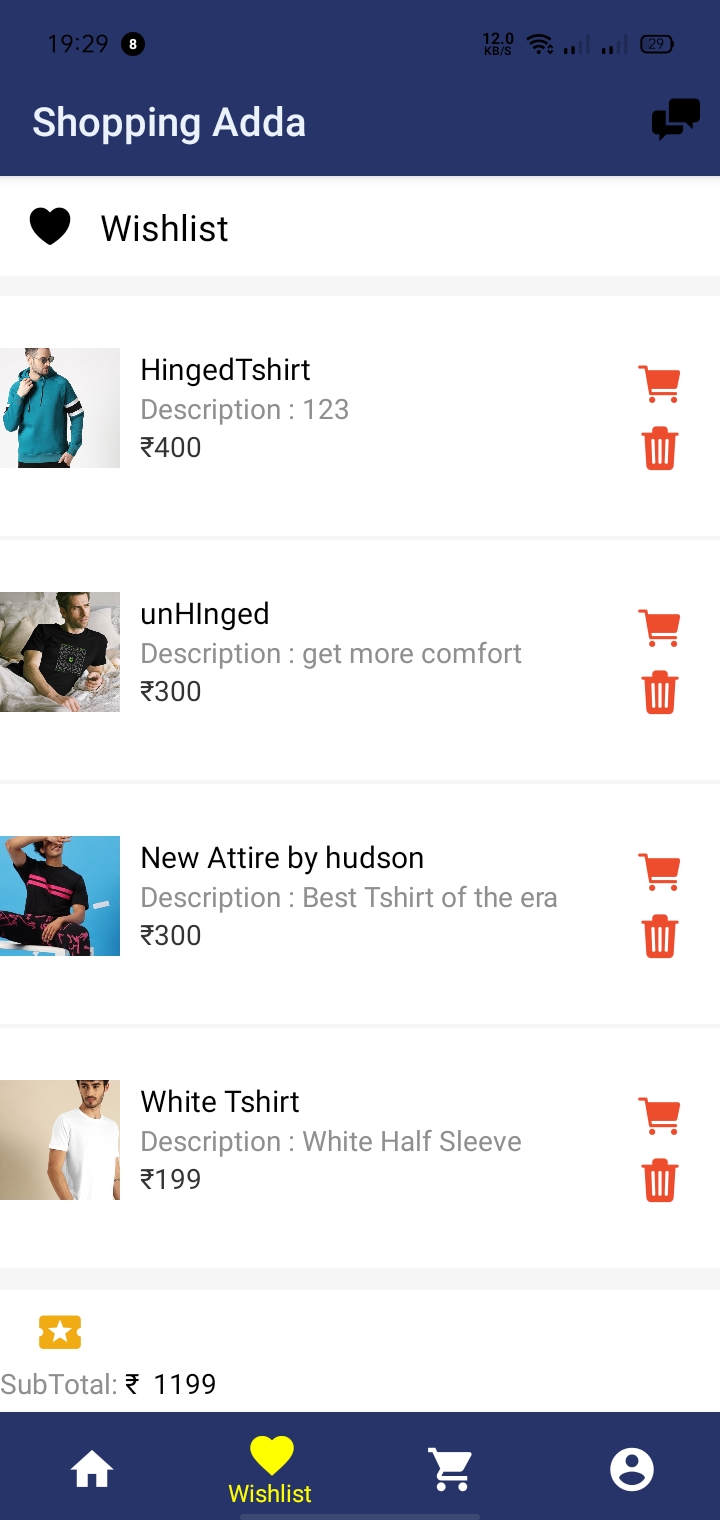 19:29 8 12.0 KB/S 29
Shopping Adda
Wishlist
HingedTshirt
Description : 123
₹400
unHInged
Description : get more comfort
₹300
New Attire by hudson
Description : Best Tshirt of the era
₹300
White Tshirt
Description : White Half Sleeve
₹199
SubTotal: ₹ 1199
Wishlist